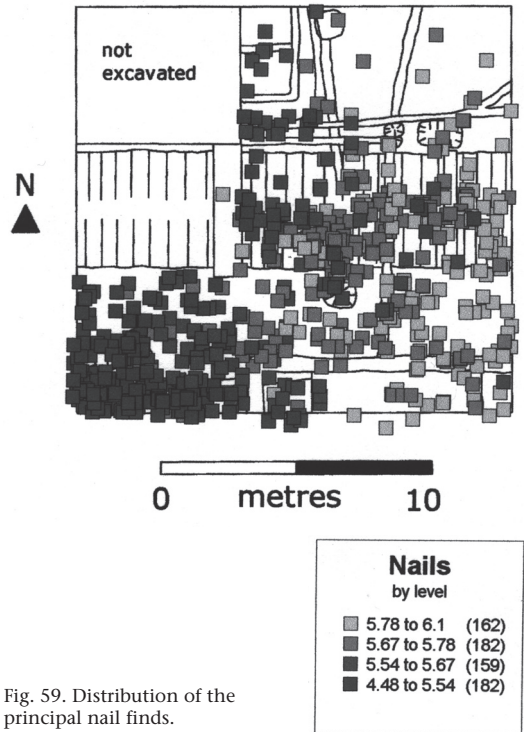 not
excavated
N
0 metres 10
Nails
by level
5.78 to 6.1 (162)
5.67 to 5.78 (182)
5.54 to 5.67 (159)
4.48 to 5.54 (182)
Fig. 59. Distribution of the
principal nail finds.